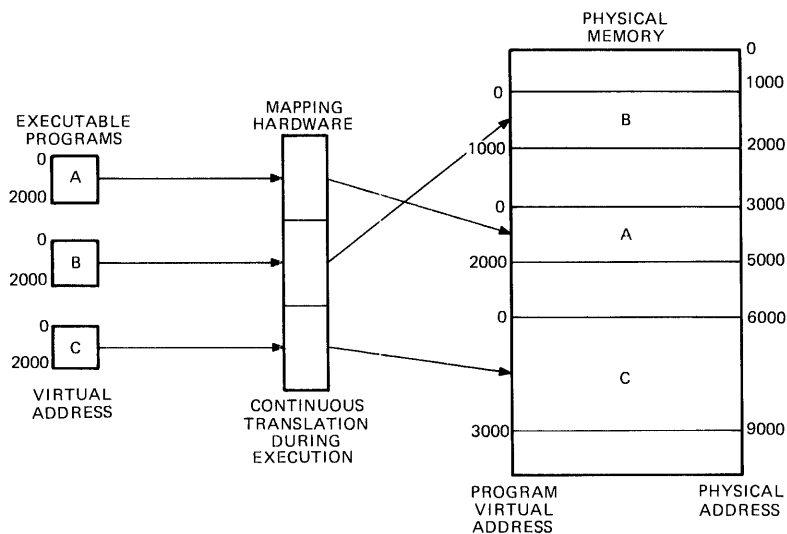 PHYSICAL
MEMORY
0
1000
0
MAPPING
HARDWARE
EXECUTABLE
PROGRAMS
B
0
2000
1000
A
2000
0
3000
0
A
B
2000
2000
5000
0
6000
0
C
2000
C
VIRTUAL
ADDRESS
CONTINUOUS
TRANSLATION
DURING
EXECUTION
3000
9000
PROGRAM
VIRTUAL
ADDRESS
PHYSICAL
ADDRESS